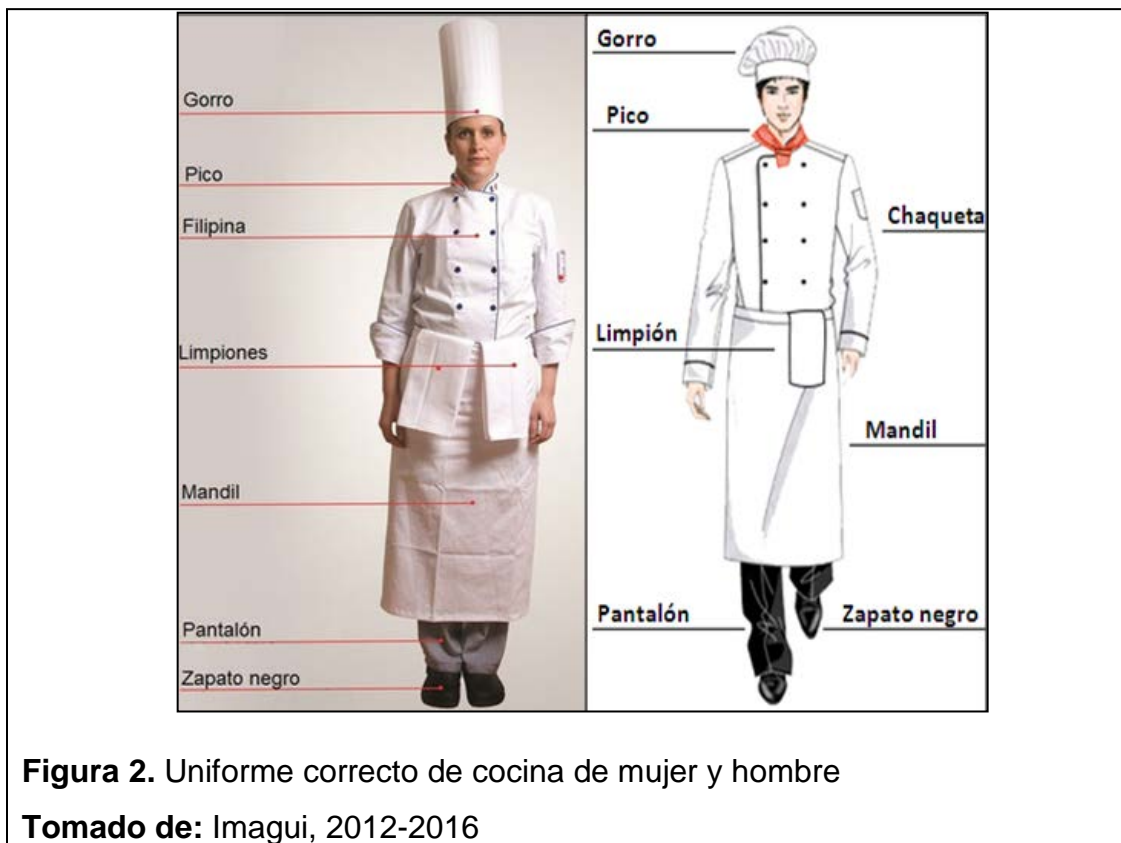 Gorro
Pico
Filipina
Limpiones
Mandil
Pantalón
Zapato negro
Gorro
Pico
Chaqueta
Limpión
Mandil
Pantalón
Zapato negro
Figura 2. Uniforme correcto de cocina de mujer y hombre
Tomado de: Imagui, 2012-2016